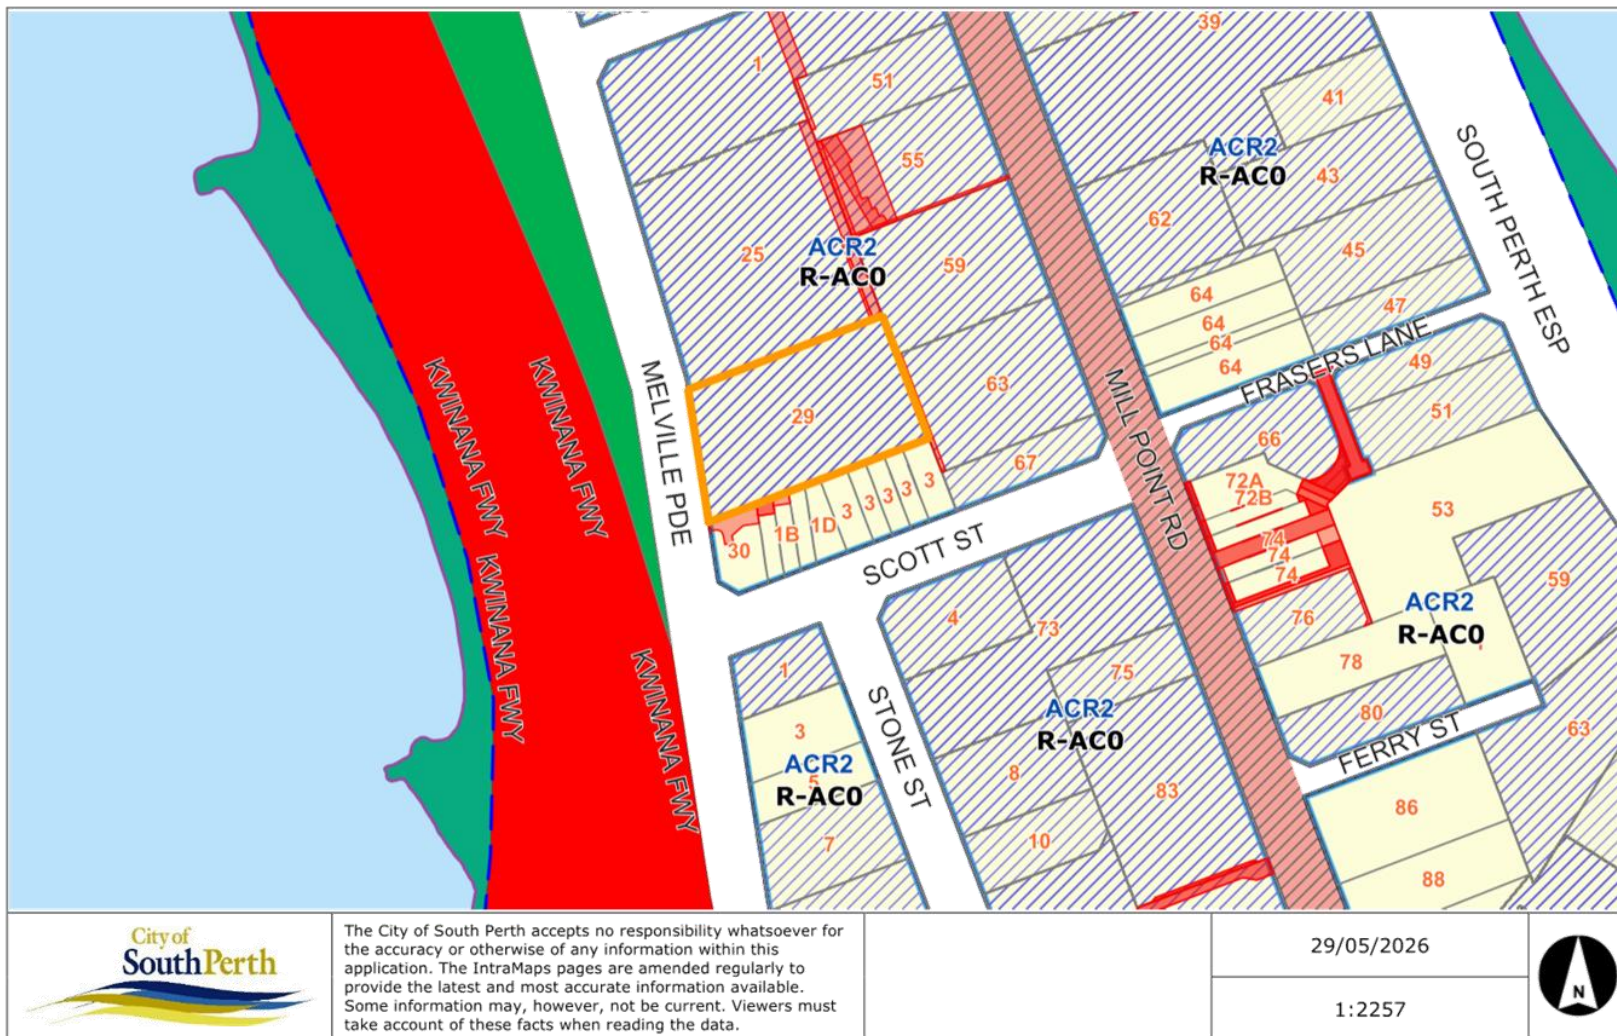 39
1
51
41
55
ACR2
R-AC0
43
62
SOUTH PERTH ESP
25
ACR2
R-AC0
59
45
64
64
64
64
47
FRASERS LANE
49
KWINANA FWY
KWINANA FWY
MELVILLE PDE
63
MILL POINT RD
51
29
66
67
72A
72B
53
3
3
3
3
3
30
1B
1D
74
74
74
SCOTT ST
KWINANA FWY
59
ACR2
R-AC0
4
73
76
78
1
75
80
KWINANA FWY
STONE ST
3
ACR2
R-AC0
63
FERRY ST
5
ACR2
R-AC0
8
83
86
7
10
88
City of
SouthPerth
The City of South Perth accepts no responsibility whatsoever for
the accuracy or otherwise of any information within this
application. The IntraMaps pages are amended regularly to
provide the latest and most accurate information available.
Some information may, however, not be current. Viewers must
take account of these facts when reading the data.
29/05/2026
1:2257
N